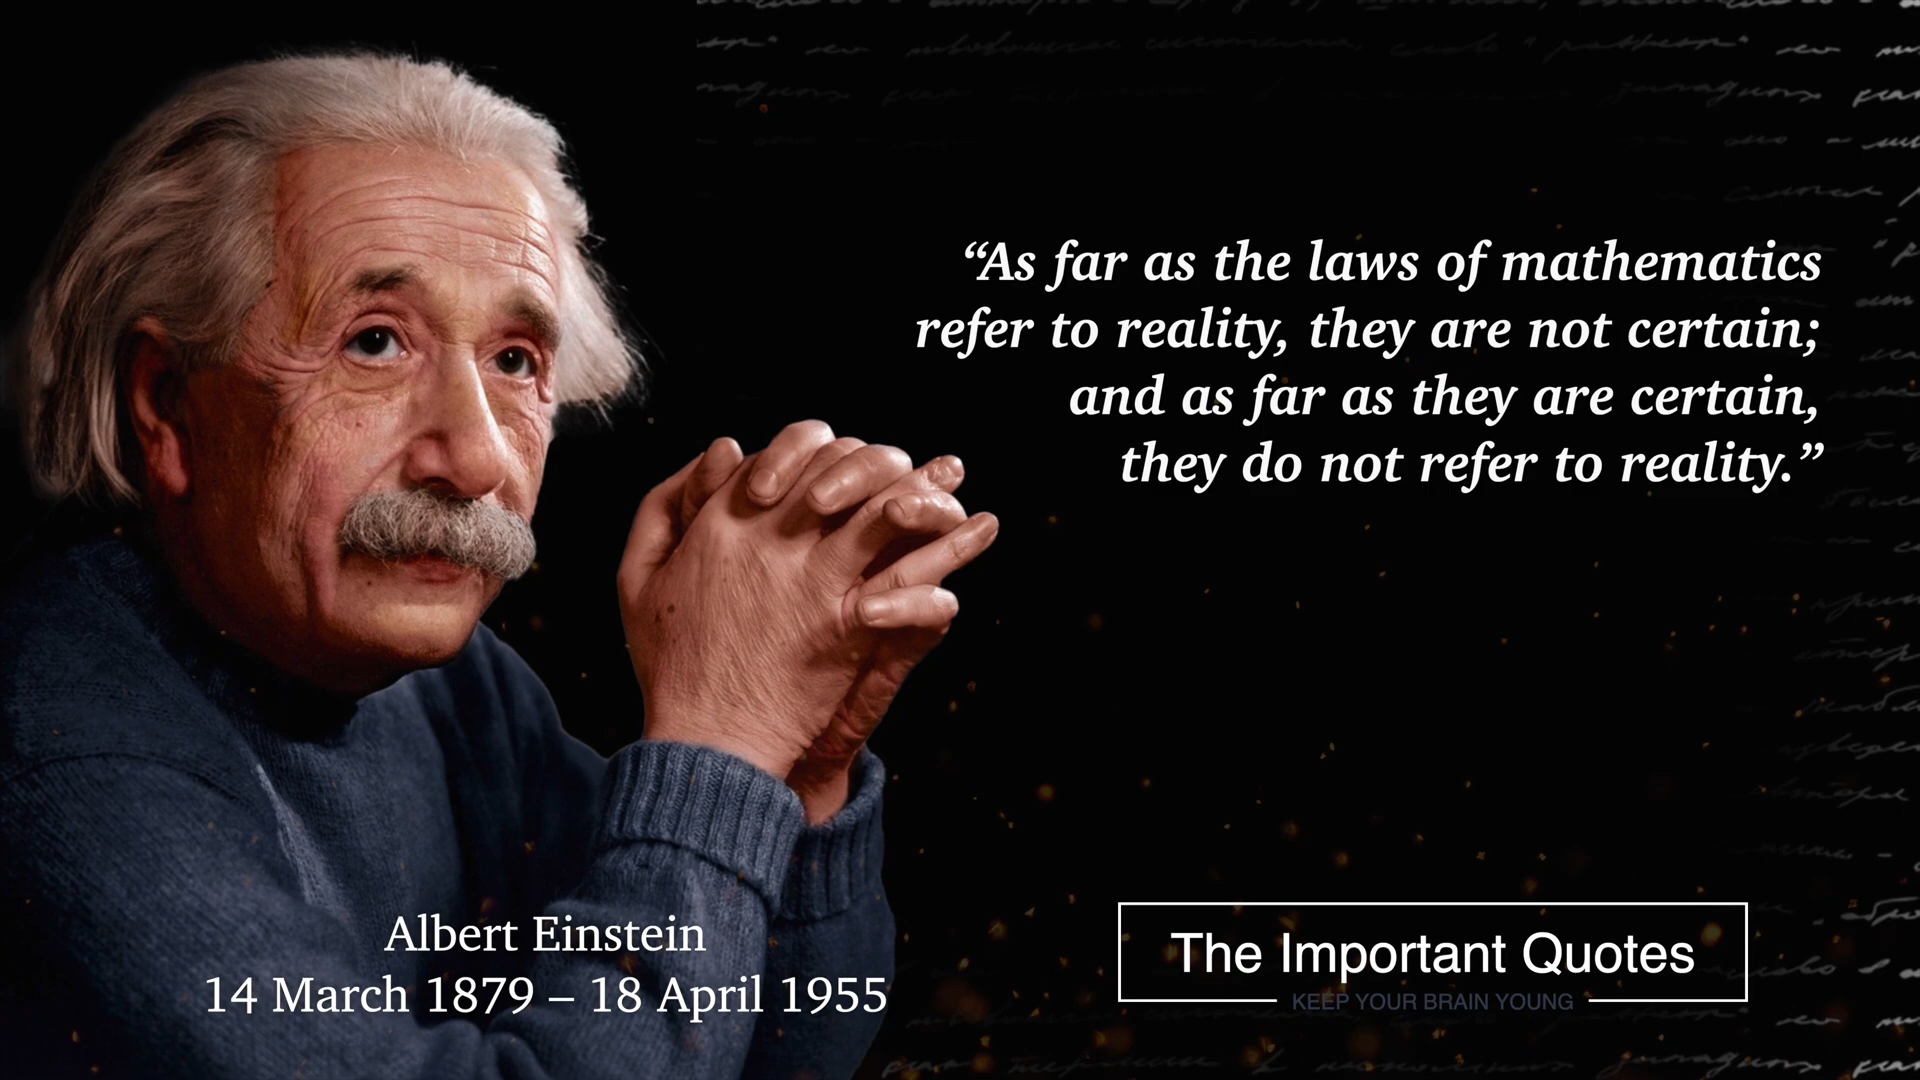 “As far as the laws of mathematics
refer to reality, they are not certain;
and as far as they are certain,
they do not refer to reality.”
Albert Einstein
14 March 1879 – 18 April 1955
The Important Quotes
KEEP YOUR BRAIN YOUNG